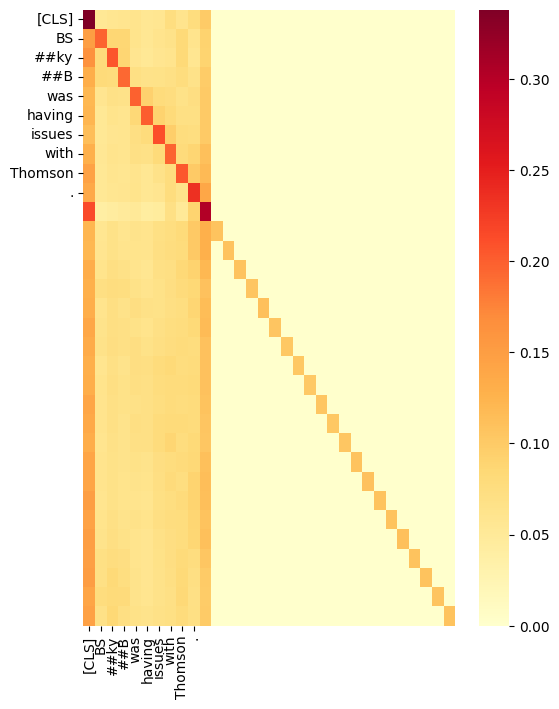 [CLS]
BS
##ky
##B
was
having
issues
with
Thomson
.
[CLS]
BS
##ky
##B
was
having
issues
with
Thomson
.
0.30
0.25
0.20
0.15
0.10
0.05
0.00